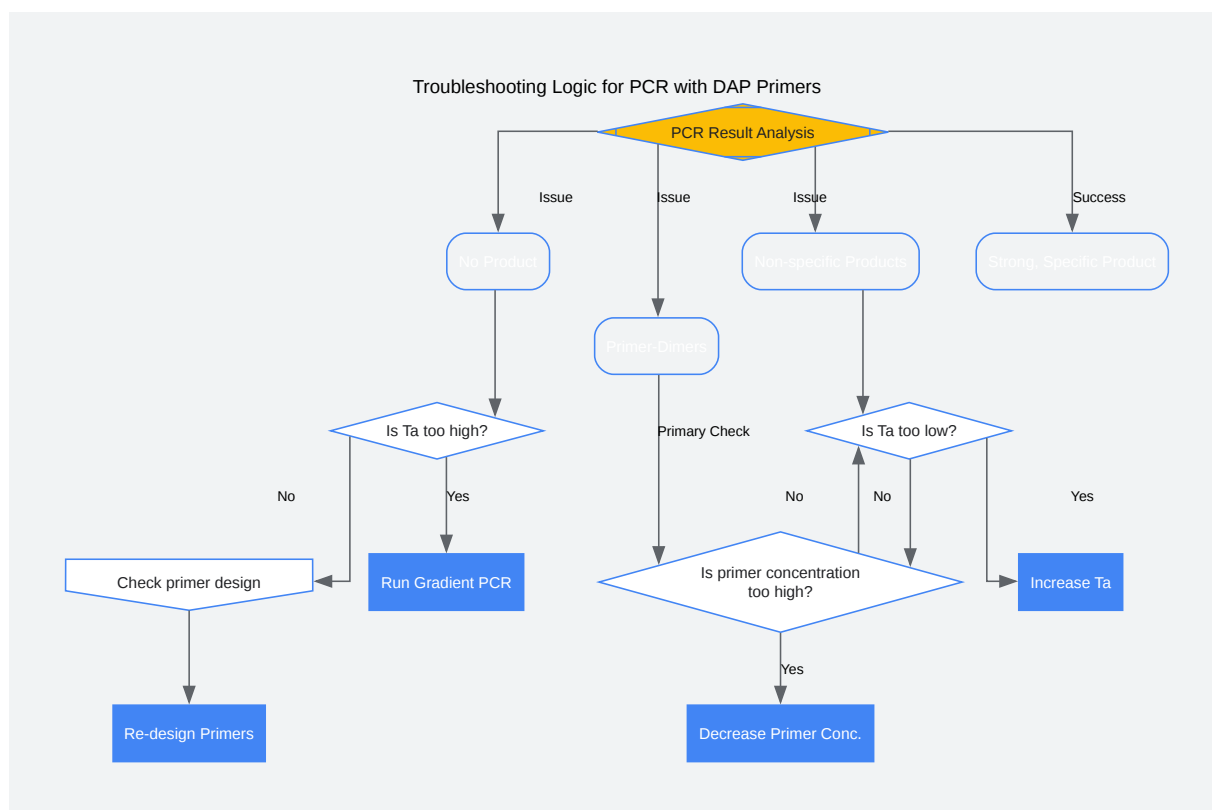 Troubleshooting Logic for PCR with DAP Primers
PCR Result Analysis
Issue
Issue
Issue
Success
No Product
Non-specific Products
Strong, Specific Product
Primer-Dimers
Is Ta too high?
Primary Check
Is Ta too low?
No
Yes
No
No
Yes
Check primer design
Run Gradient PCR
Is primer concentration
too high?
Increase Ta
Yes
Re-design Primers
Decrease Primer Conc.